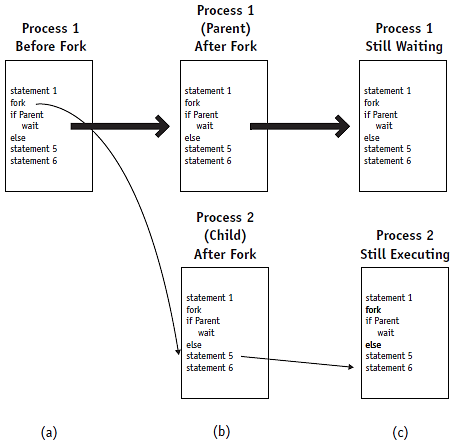 Process 1
Before Fork
statement 1
fork
if Parent
wait
else
statement 5
statement 6
Process 1
(Parent)
After Fork
statement 1
fork
if Parent
wait
else
statement 5
statement 6
Process 1
Still Waiting
statement 1
fork
if Parent
wait
else
statement 5
statement 6
Process 2
(Child)
After Fork
statement 1
fork
if Parent
wait
else
statement 5
statement 6
Process 2
Still Executing
statement 1
fork
if Parent
wait
else
statement 5
statement 6
(a)
(b)
(c)